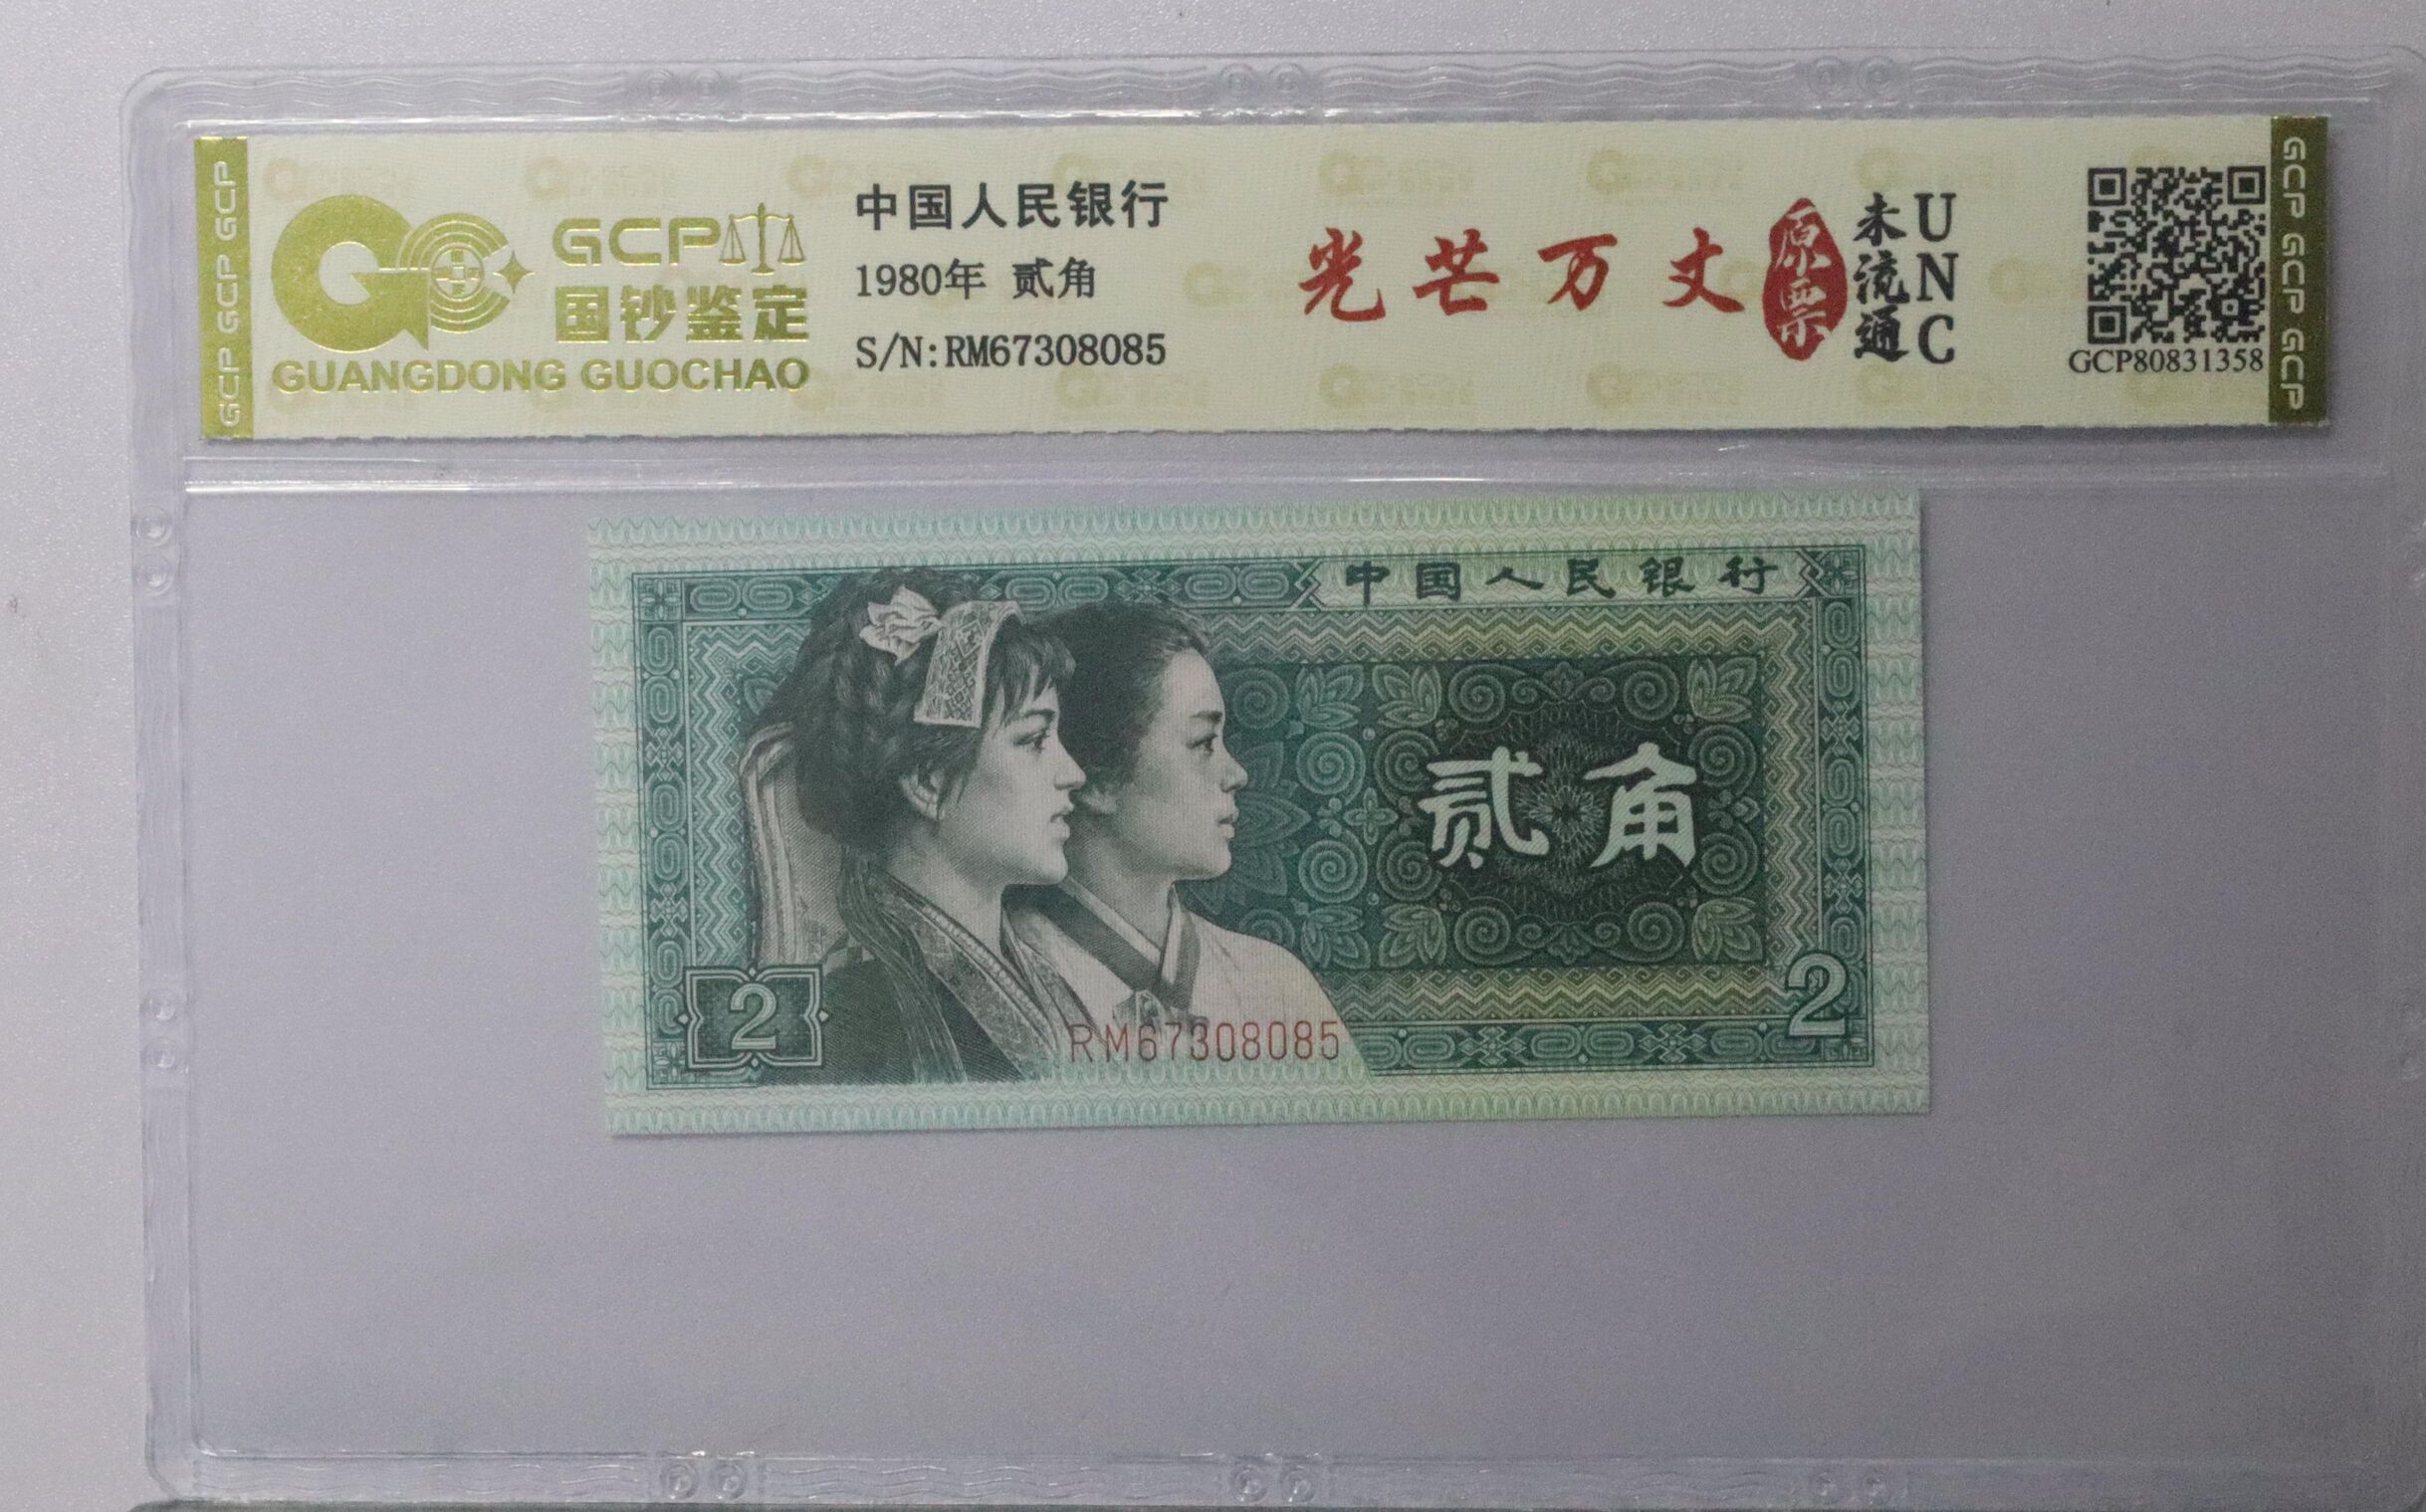 GCP GCP GCP
GCP
国钞鉴定
GUANGDONG GUOCHAO
中国人民银行
1980年 贰角
S/N:RM67308085
光芒万丈
原票
未流通
UNC
GCP80831358
GCP GCP GCP
中国人民银行
贰角
2
2
RM67308085